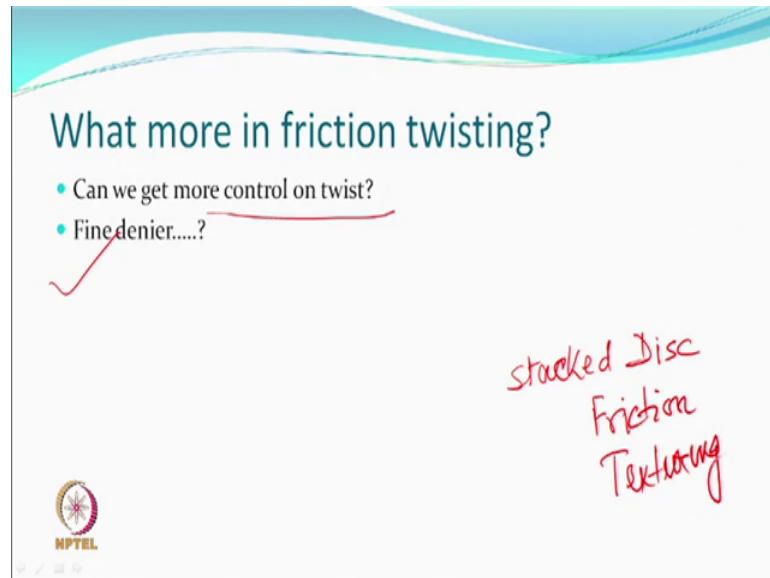 What more in friction twisting?
• Can we get more control on twist?
• Fine denier.....?
Stacked Disc
Friction
Texturing
NPTEL